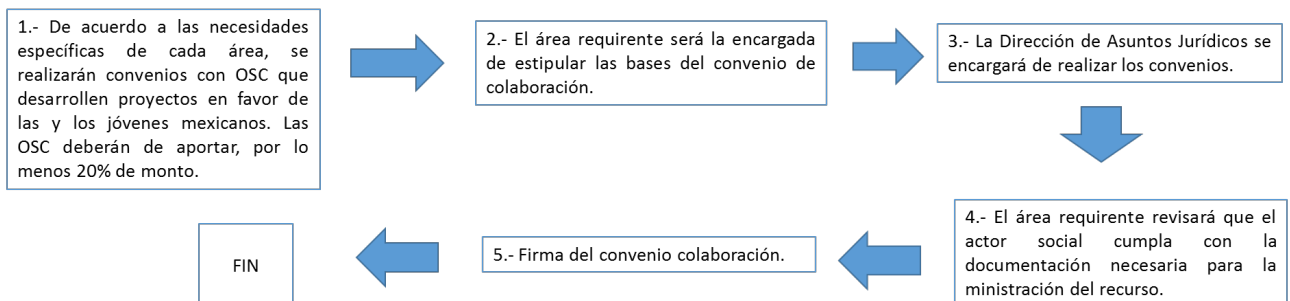 1.- De acuerdo a las necesidades
específicas de cada área, se
realizarán convenios con OSC que
desarrollen proyectos en favor de
las y los jóvenes mexicanos. Las
OSC deberán de aportar, por lo
menos 20% de monto.
2.- El área requirente será la encargada
de estipular las bases del convenio de
colaboración.
3.- La Dirección de Asuntos Jurídicos se
encargará de realizar los convenios.
4.- El área requirente revisará que el
actor social cumpla con la
documentación necesaria para la
ministración del recurso.
5.- Firma del convenio colaboración.
FIN